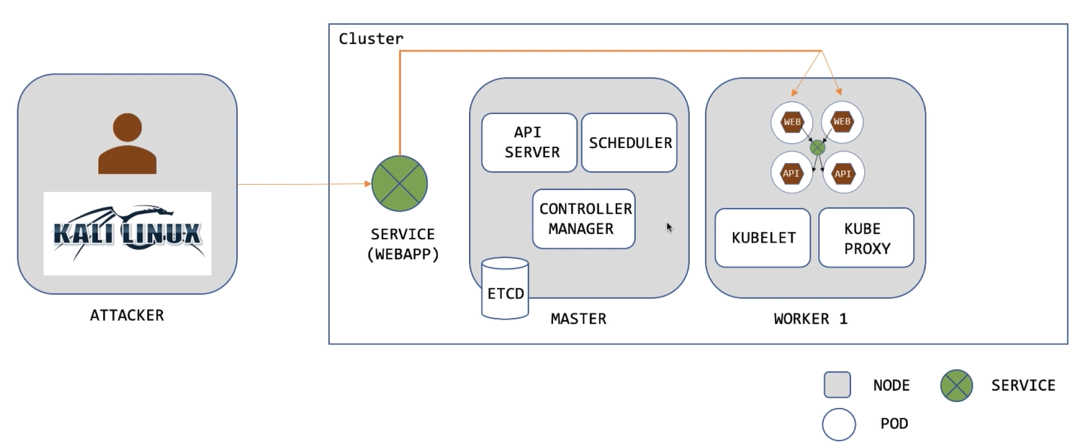 Cluster
KALI LINUX
ATTACKER
SERVICE
(WEBAPP)
API
SERVER
SCHEDULER
CONTROLLER
MANAGER
ETCD
MASTER
WEB
WEB
API
API
KUBELET
KUBE
PROXY
WORKER 1
NODE
SERVICE
POD